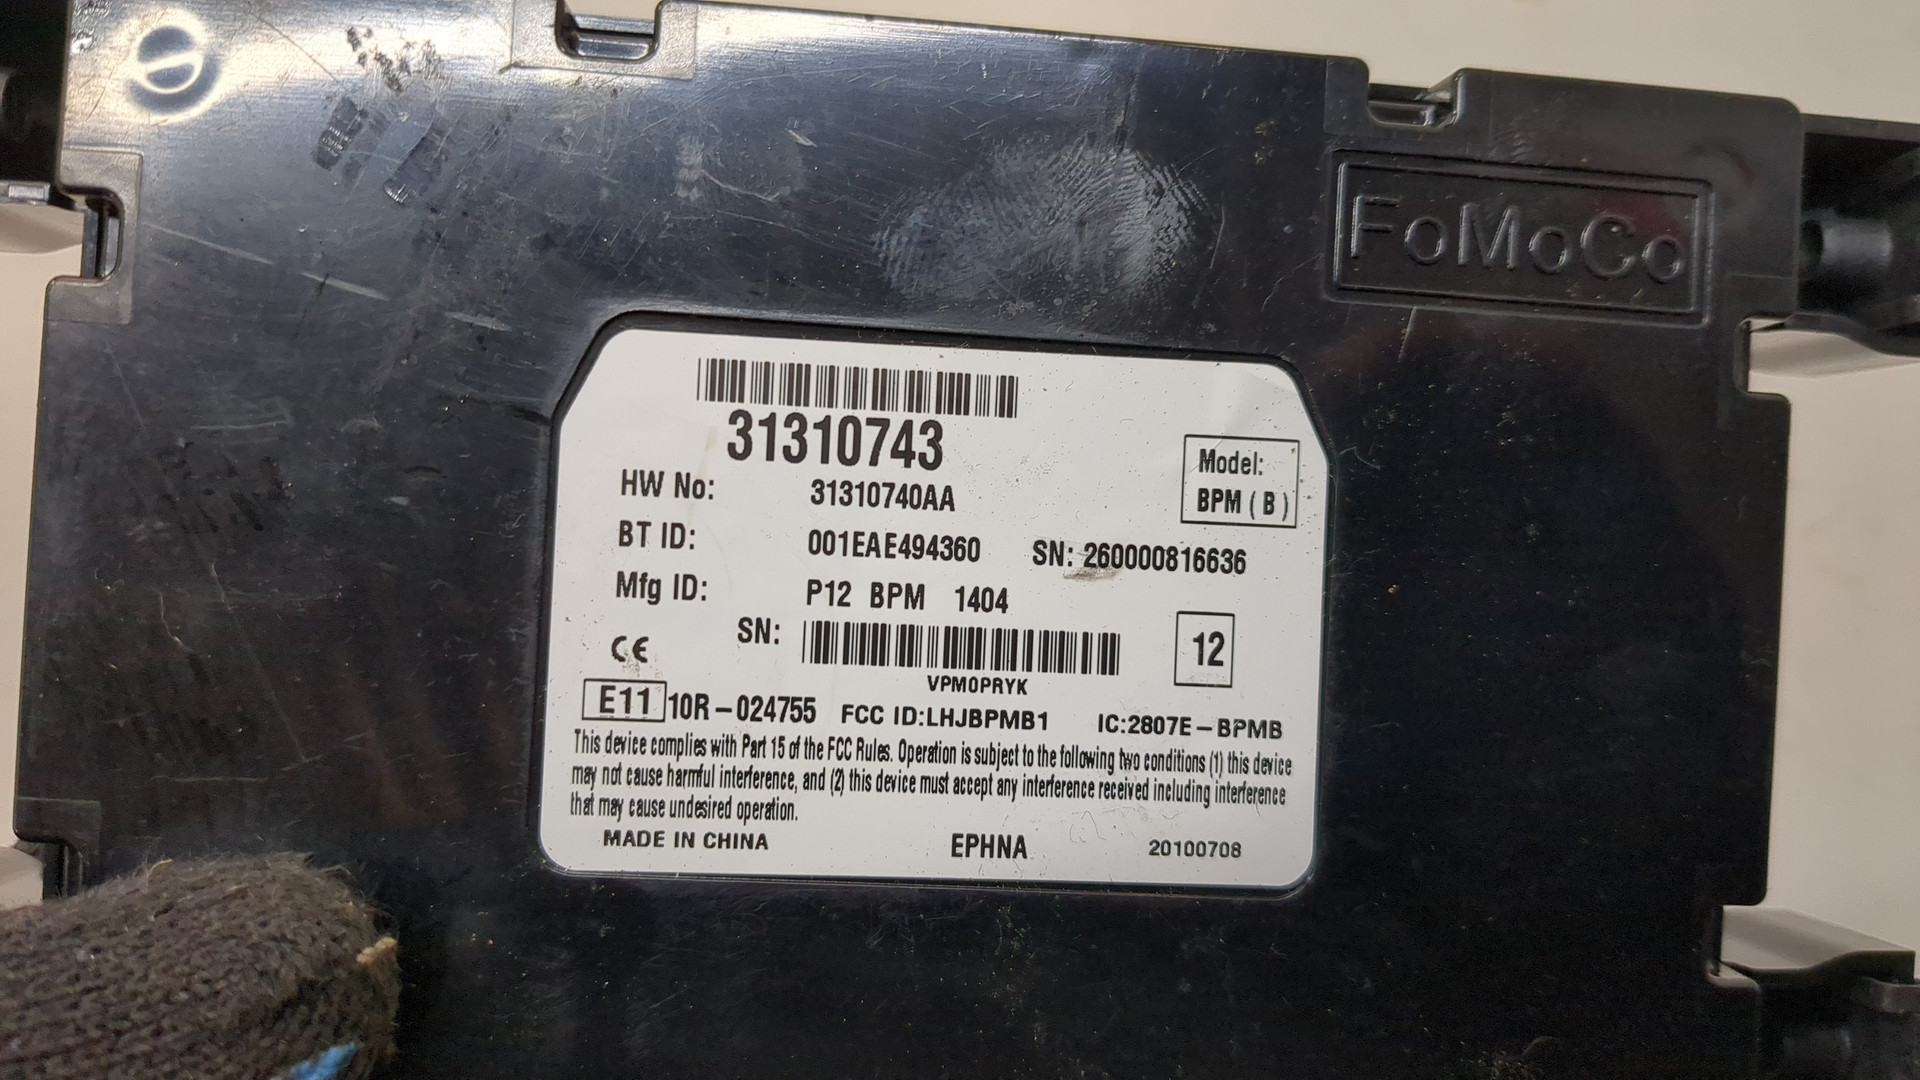 FoMoCo
31310743
HW No: 31310740AA
Model:
BPM ( B )
BT ID: 001EAE494360 SN: 260000816636
Mfg ID: P12 BPM 1404
SN:
12
VPM0PRYK
CE
E11 10R-024755 FCC ID:LHJBPMB1 IC:2807E-BPMB
This device complies with Part 15 of the FCC Rules. Operation is subject to the following two conditions (1) this device
may not cause harmful interference, and (2) this device must accept any interference received including interference
that may cause undesired operation.
MADE IN CHINA EPHNA 20100708